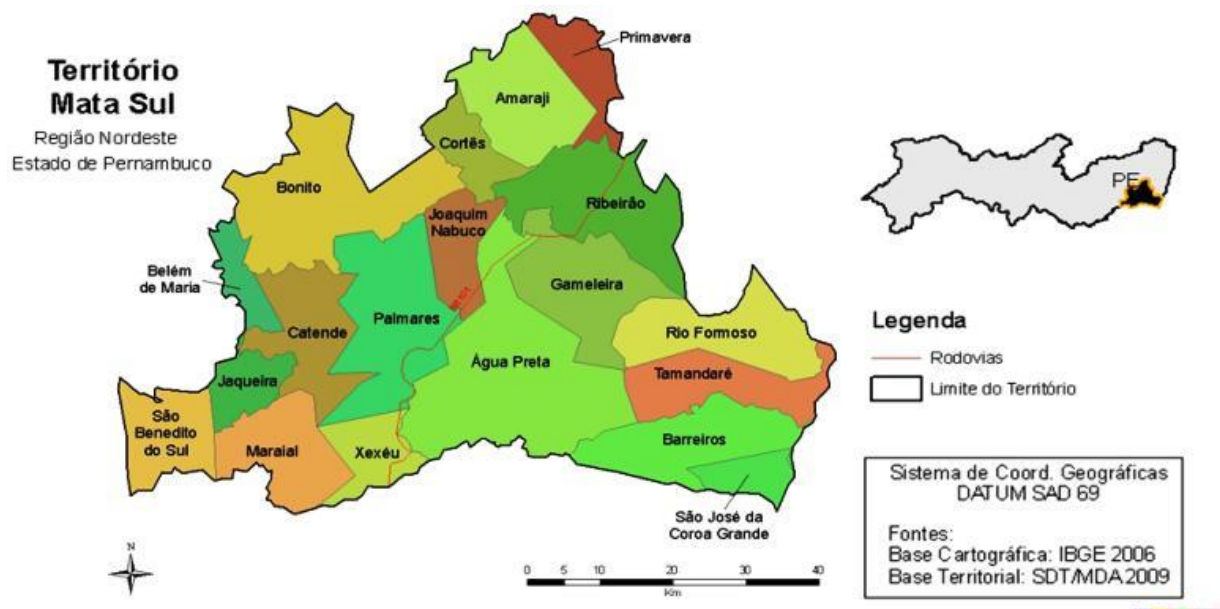 Território
Mata Sul
Região Nordeste
Estado de Pernambuco
Primavera
Amaraji
Cortês
Bonito
Ribeirão
Joaquim
Nabuco
Belém
de Maria
Gameleira
Catende
Palmares
Rio Formoso
Água Preta
Tamandaré
Jaqueira
São
Benedito
do Sul
Maraial
Xexéu
Barreiros
São José da
Coroa Grande
N
0 5 10 20 30 40
Km
PE
Legenda
Rodovias
Limite do Território
Sistema de Coord. Geográficas
DATUM SAD 69
Fontes:
Base Cartográfica: IBGE 2006
Base Territorial: SDT/MDA 2009